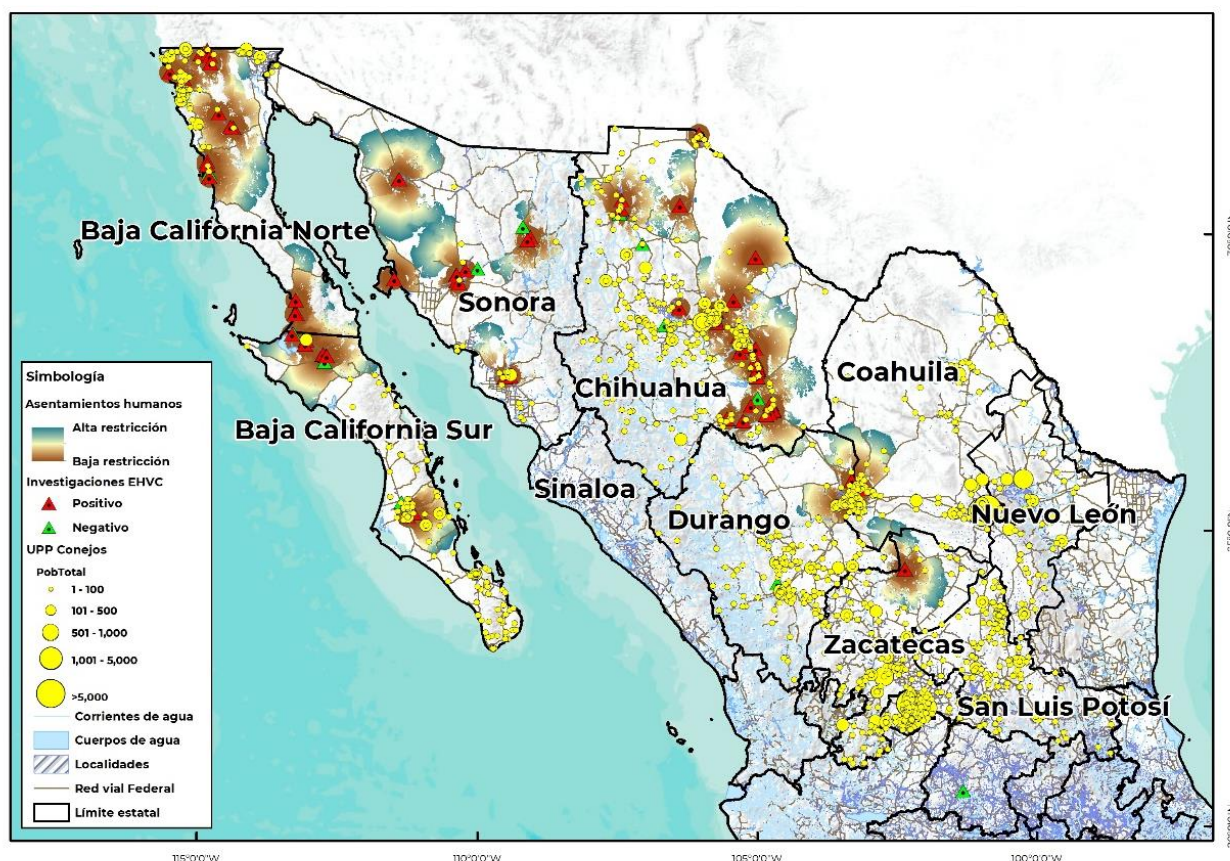 Baja California Norte
Sonora
Chihuahua
Coahuila
Baja California Sur
Sinaloa
Durango
Nuevo León
Zacatecas
San Luis Potosí
Simbología
Asentamientos humanos
Alta restricción
Baja restricción
Investigaciones EHVC
Positivo
Negativo
UPP Conejos
PobTotal
1 - 100
101 - 500
501 - 1,000
1,001 - 5,000
>5,000
Corrientes de agua
Cuerpos de agua
Localidades
Red vial Federal
Límite estatal
115°0'0"W
110°0'0"W
105°0'0"W
100°0'0"W